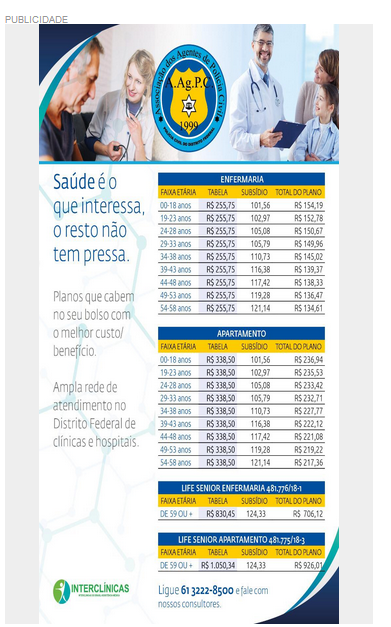 PUBLICIDADE
Associação dos Agentes de Polícia Civil
A.Ag.P.C
1999
Saúde é o
que interessa,
o resto não
tem pressa.
Planos que cabem
no seu bolso com
o melhor custo/
benefício.
Ampla rede de
atendimento no
Distrito Federal de
clínicas e hospitais.
ENFERMARIA
FAIXA ETÁRIA TABELA SUBSÍDIO TOTAL DO PLANO
00-18 anos R$ 255,75 101,56 R$ 154,19
19-23 anos R$ 255,75 102,97 R$ 152,78
24-28 anos R$ 255,75 105,08 R$ 150,67
29-33 anos R$ 255,75 105,79 R$ 149,96
34-38 anos R$ 255,75 110,73 R$ 145,02
39-43 anos R$ 255,75 116,38 R$ 139,37
44-48 anos R$ 255,75 117,42 R$ 138,33
49-53 anos R$ 255,75 119,28 R$ 136,47
54-58 anos R$ 255,75 121,14 R$ 134,61
APARTAMENTO
FAIXA ETÁRIA TABELA SUBSÍDIO TOTAL DO PLANO
00-18 anos R$ 338,50 101,56 R$ 236,94
19-23 anos R$ 338,50 102,97 R$ 235,53
24-28 anos R$ 338,50 105,08 R$ 233,42
29-33 anos R$ 338,50 105,79 R$ 232,71
34-38 anos R$ 338,50 110,73 R$ 227,77
39-43 anos R$ 338,50 116,38 R$ 222,12
44-48 anos R$ 338,50 117,42 R$ 221,08
49-53 anos R$ 338,50 119,28 R$ 219,22
54-58 anos R$ 338,50 121,14 R$ 217,36
LIFE SENIOR ENFERMARIA 481.776/18-1
FAIXA ETÁRIA TABELA SUBSÍDIO TOTAL DO PLANO
DE 59 OU + R$ 830,45 124,33 R$ 706,12
LIFE SENIOR APARTAMENTO 481.775/18-3
FAIXA ETÁRIA TABELA SUBSÍDIO TOTAL DO PLANO
DE 59 OU + R$ 1.050,34 124,33 R$ 926,01
INTERCLÍNICAS
Ligue 61 3222-8500 e fale com
nossos consultores.